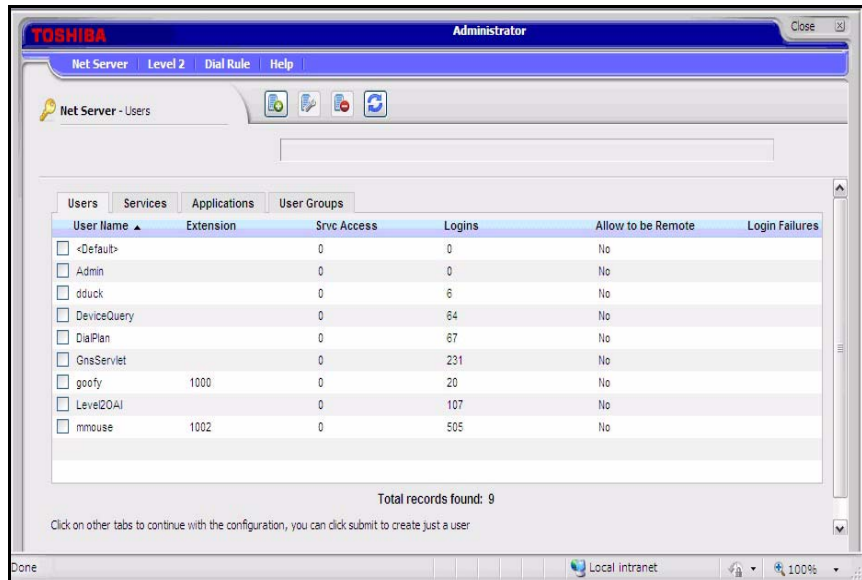 TOSHIBA Administrator Close
Net Server Level 2 Dial Rule Help
Net Server - Users
Users Services Applications User Groups
User Name Extension Srvc Access Logins Allow to be Remote Login Failures
<Default> 0 0 No
Admin 0 0 No
dduck 0 6 No
DeviceQuery 0 64 No
DialPlan 0 67 No
GnsServlet 0 231 No
goofy 1000 0 20 No
Level2OAI 0 107 No
mmouse 1002 0 505 No
Total records found: 9
Click on other tabs to continue with the configuration, you can click submit to create just a user
Done Local intranet 100%